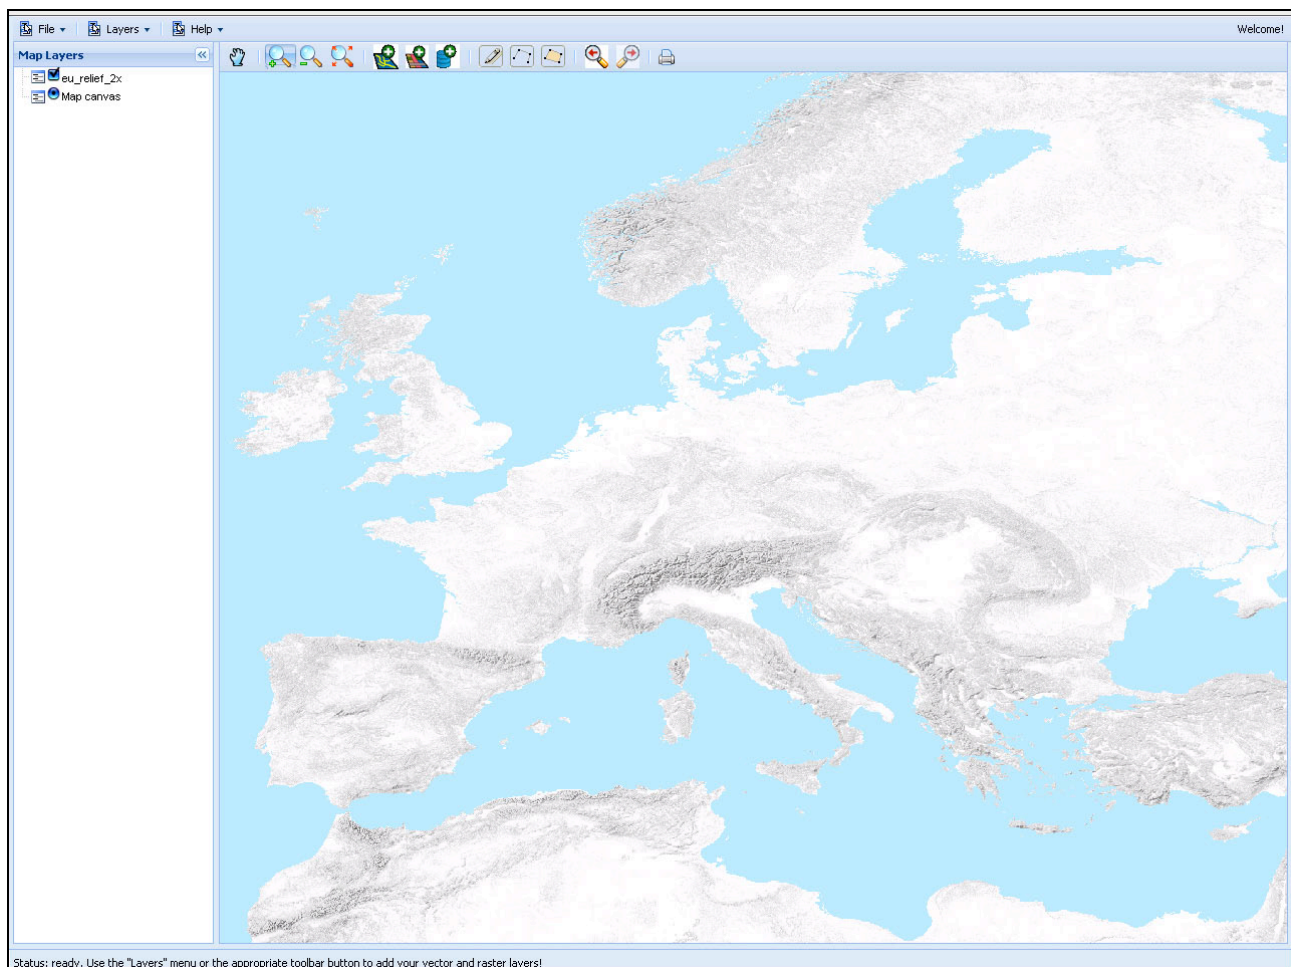 File Layers Help Welcome!
Map Layers
eu_relief_2x
Map canvas
Status: ready. Use the "Layers" menu or the appropriate toolbar button to add your vector and raster layers!